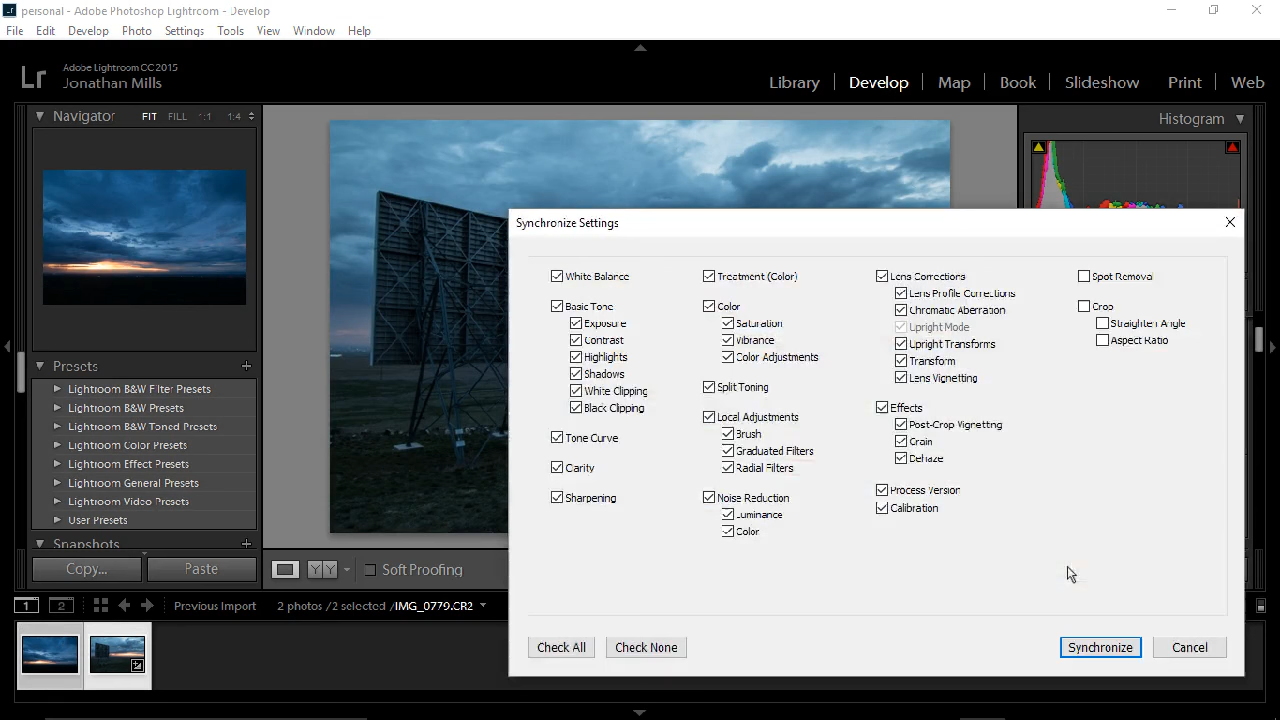 Lr personal - Adobe Photoshop Lightroom - Develop
File Edit Develop Photo Settings Tools View Window Help
Lr Adobe Lightroom CC 2015
Jonathan Mills
Library Develop Map Book Slideshow Print Web
Navigator FIT FILL 1:1 1:4
Histogram
Synchronize Settings
White Balance
Basic Tone
Exposure
Contrast
Highlights
Shadows
White Clipping
Black Clipping
Tone Curve
Clarity
Sharpening
Treatment (Color)
Color
Saturation
Vibrance
Color Adjustments
Split Toning
Local Adjustments
Brush
Graduated Filters
Radial Filters
Noise Reduction
Luminance
Color
Lens Corrections
Lens Profile Corrections
Chromatic Aberration
Upright Mode
Upright Transforms
Transform
Lens Vignetting
Effects
Post-Crop Vignetting
Grain
Dehaze
Process Version
Calibration
Spot Removal
Crop
Straighten Angle
Aspect Ratio
Check All Check None Synchronize Cancel
Presets
Lightroom B&W Filter Presets
Lightroom B&W Presets
Lightroom B&W Toned Presets
Lightroom Color Presets
Lightroom Effect Presets
Lightroom General Presets
Lightroom Video Presets
User Presets
Snapshots
Copy... Paste
YY Soft Proofing
1 2 Previous Import 2 photos /2 selected /IMG_0779.CR2